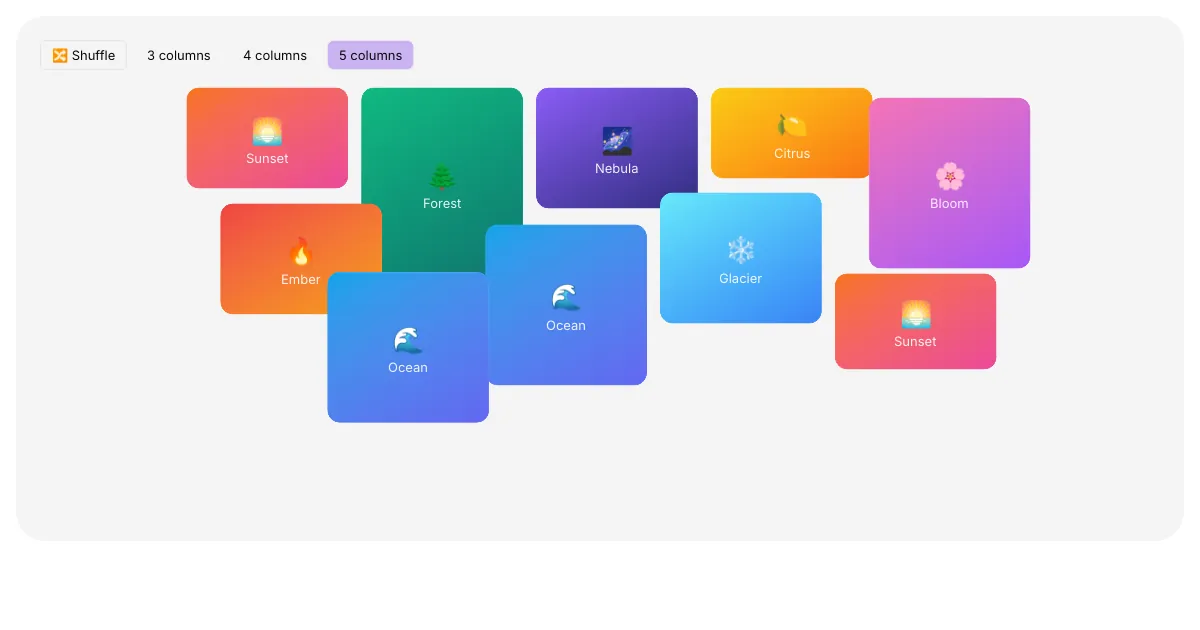 Shuffle
3 columns
4 columns
5 columns
Sunset
Forest
Nebula
Citrus
Bloom
Ember
Ocean
Glacier
Sunset
Ocean